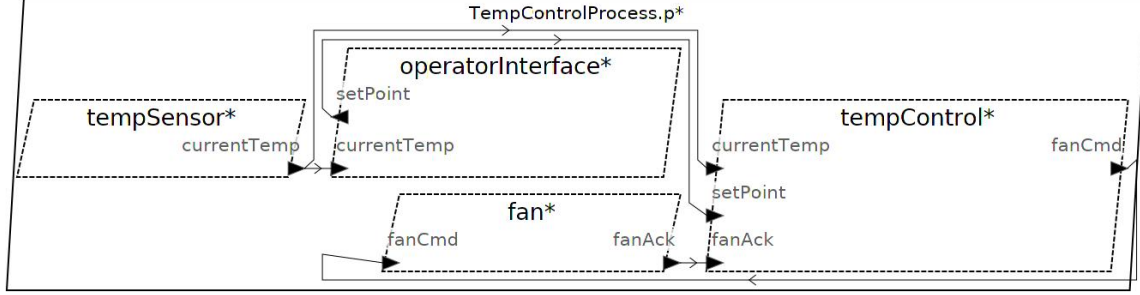 TempControlProcess.p*
operatorInterface*
setPoint
currentTemp
tempSensor*
currentTemp
tempControl*
currentTemp
fanCmd
setPoint
fanAck
fan*
fanCmd
fanAck